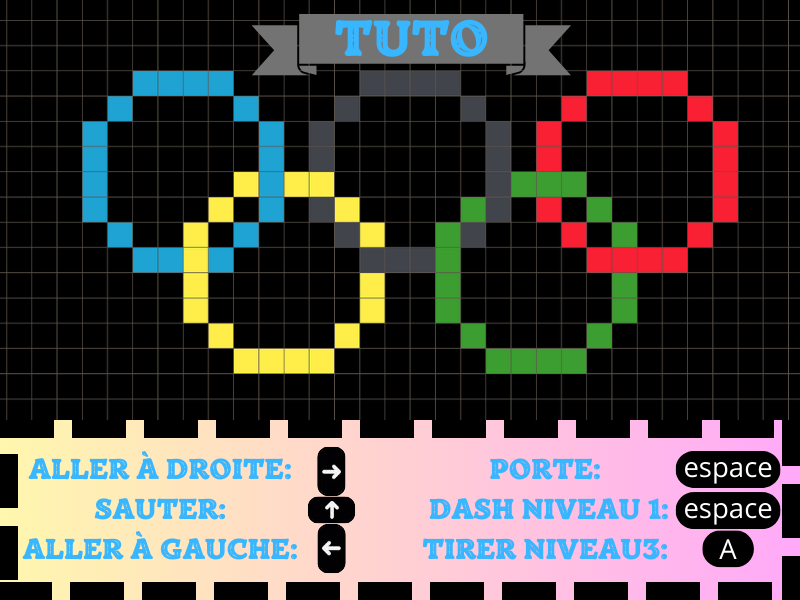 TUTO
ALLER À DROITE: →
SAUTER: ↑
ALLER À GAUCHE: ←
PORTE: espace
DASH NIVEAU 1: espace
TIRER NIVEAU3: A